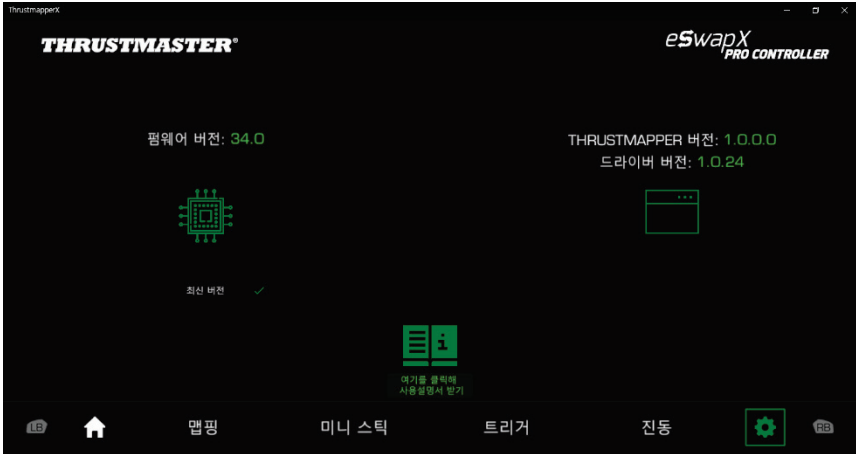 ThrustmapperX
THRUSTMASTER®
eSwapX
PRO CONTROLLER
펌웨어 버전: 34.0
THRUSTMAPPER 버전: 1.0.0.0
드라이버 버전: 1.0.24
최신 버전
i
여기를 클릭해
사용설명서 받기
LB
맵핑
미니 스틱
트리거
진동
RB